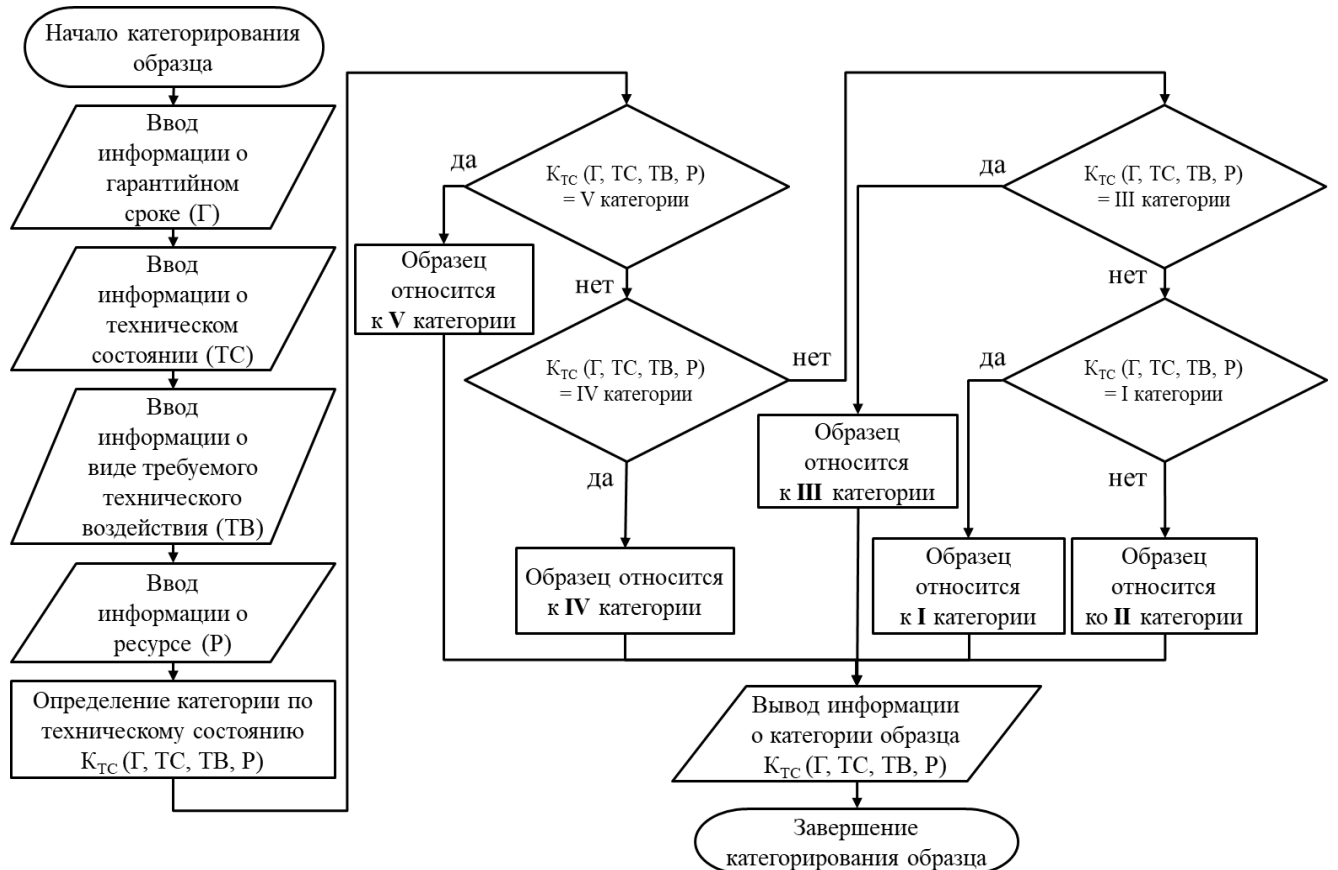 Начало категорирования
образца
Ввод
информации о
гарантийном
сроке (Г)
Ввод
информации о
техническом
состоянии (ТС)
Ввод
информации о
виде требуемого
технического
воздействия (ТВ)
Ввод
информации о
ресурсе (Р)
Определение категории по
техническому состоянию
КТС (Г, ТС, ТВ, Р)
да
КТС (Г, ТС, ТВ, Р)
= V категории
Образец
относится
к V категории
нет
КТС (Г, ТС, ТВ, Р)
= IV категории
нет
да
Образец относится
к IV категории
да
КТС (Г, ТС, ТВ, Р)
= III категории
нет
Образец
относится
к III категории
да
КТС (Г, ТС, ТВ, Р)
= I категории
нет
Образец
относится
к I категории
Образец
относится
ко II категории
Вывод информации
о категории образца
КТС (Г, ТС, ТВ, Р)
Завершение
категорирования образца